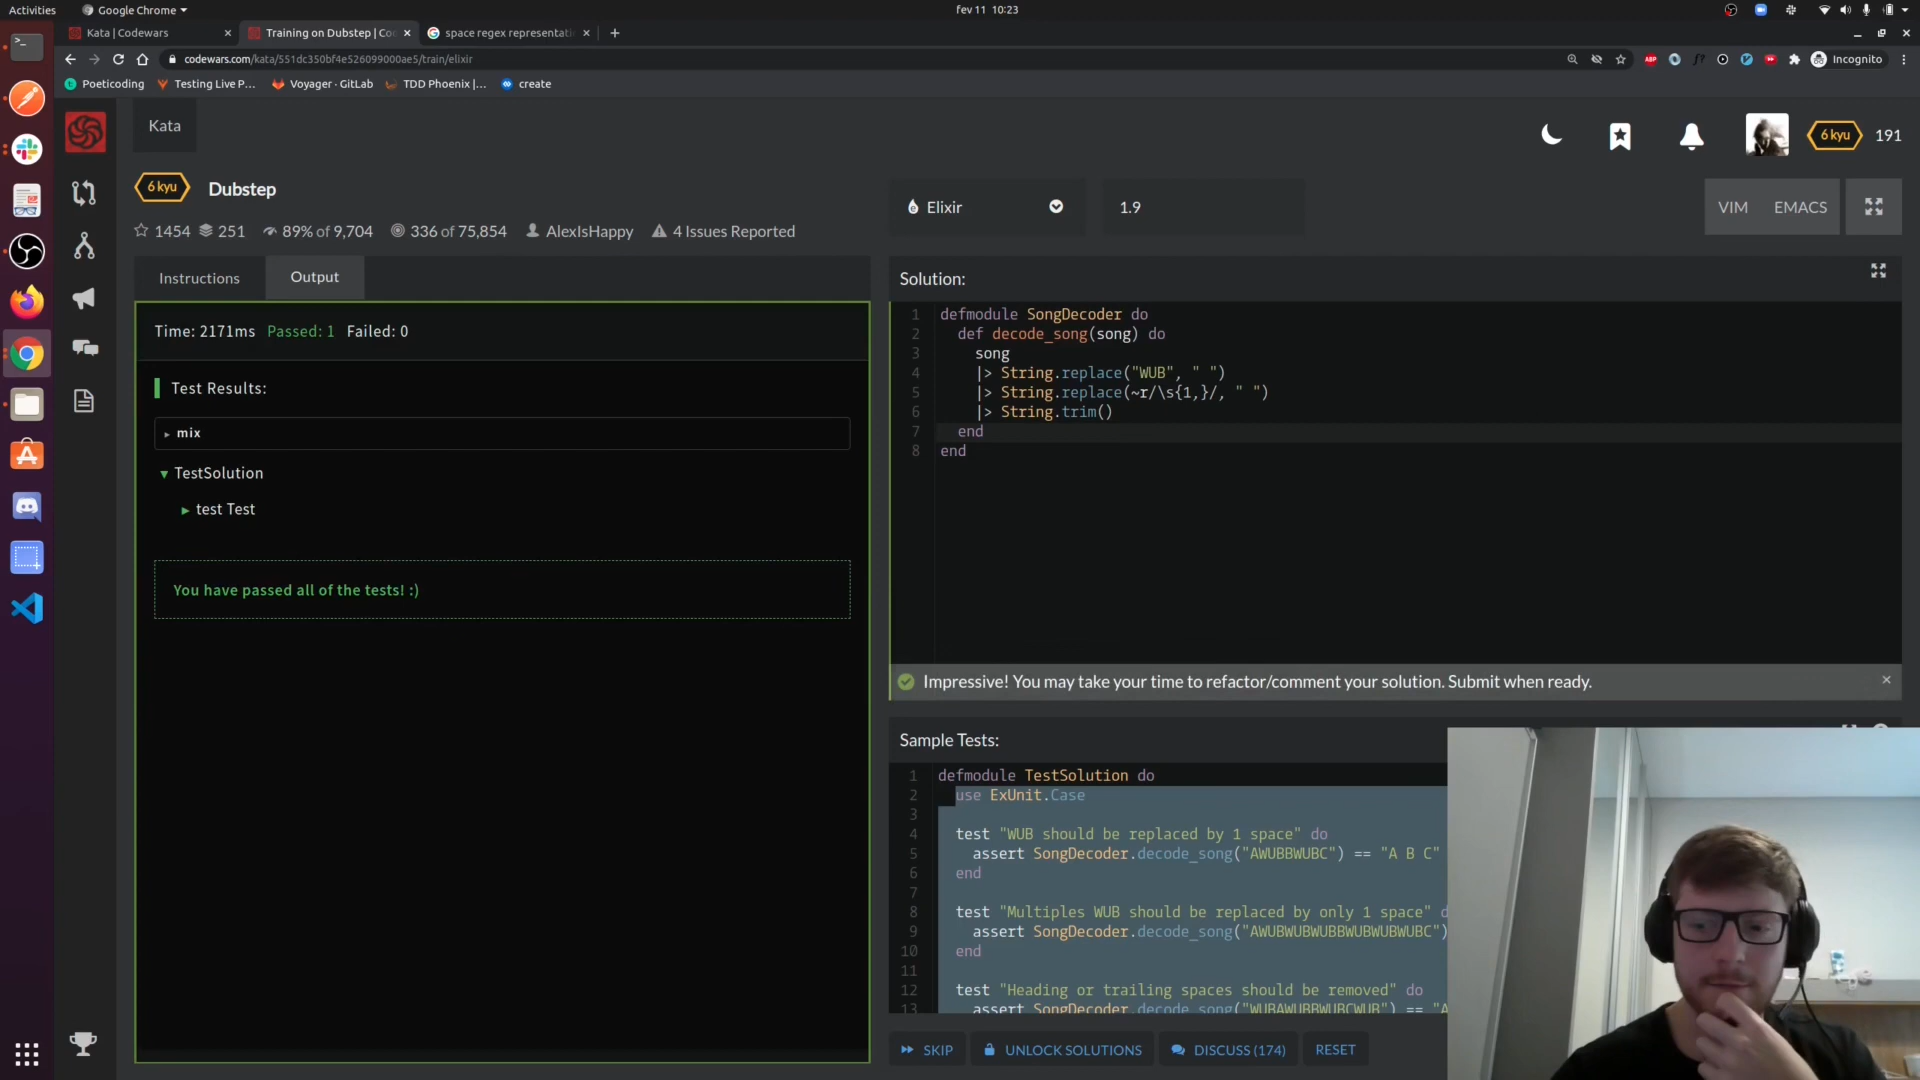 Activities
Google Chrome
fev 11 10:23
Kata | Codewars
Training on Dubstep | Co
space regex representati
codewars.com/kata/551dc350bf4e526099000ae5/train/elixir
ABP
Incognito
Poeticoding
Testing Live P...
Voyager · GitLab
TDD Phoenix |...
create
Kata
6 kyu
191
6 kyu
Dubstep
1454
251
89% of 9,704
336 of 75,854
AlexIsHappy
4 Issues Reported
Elixir
1.9
VIM
EMACS
Instructions
Output
Time: 2171ms Passed: 1 Failed: 0
Test Results:
mix
TestSolution
test Test
You have passed all of the tests! :)
Solution:
1 defmodule SongDecoder do
2 def decode_song(song) do
3 song
4 |> String.replace("WUB", " ")
5 |> String.replace(~r/\s{1,}/, " ")
6 |> String.trim()
7 end
8 end
Impressive! You may take your time to refactor/comment your solution. Submit when ready.
Sample Tests:
1 defmodule TestSolution do
2 use ExUnit.Case
3
4 test "WUB should be replaced by 1 space" do
5 assert SongDecoder.decode_song("AWUBBWUBC") == "A B C"
6 end
7
8 test "Multiples WUB should be replaced by only 1 space" d
9 assert SongDecoder.decode_song("AWUBWUBWUBBWUBWUBWUBC")
10 end
11
12 test "Heading or trailing spaces should be removed" do
13 assert SongDecoder.decode_song("WUBAWUBBWUBCWUB") == "A
SKIP
UNLOCK SOLUTIONS
DISCUSS (174)
RESET